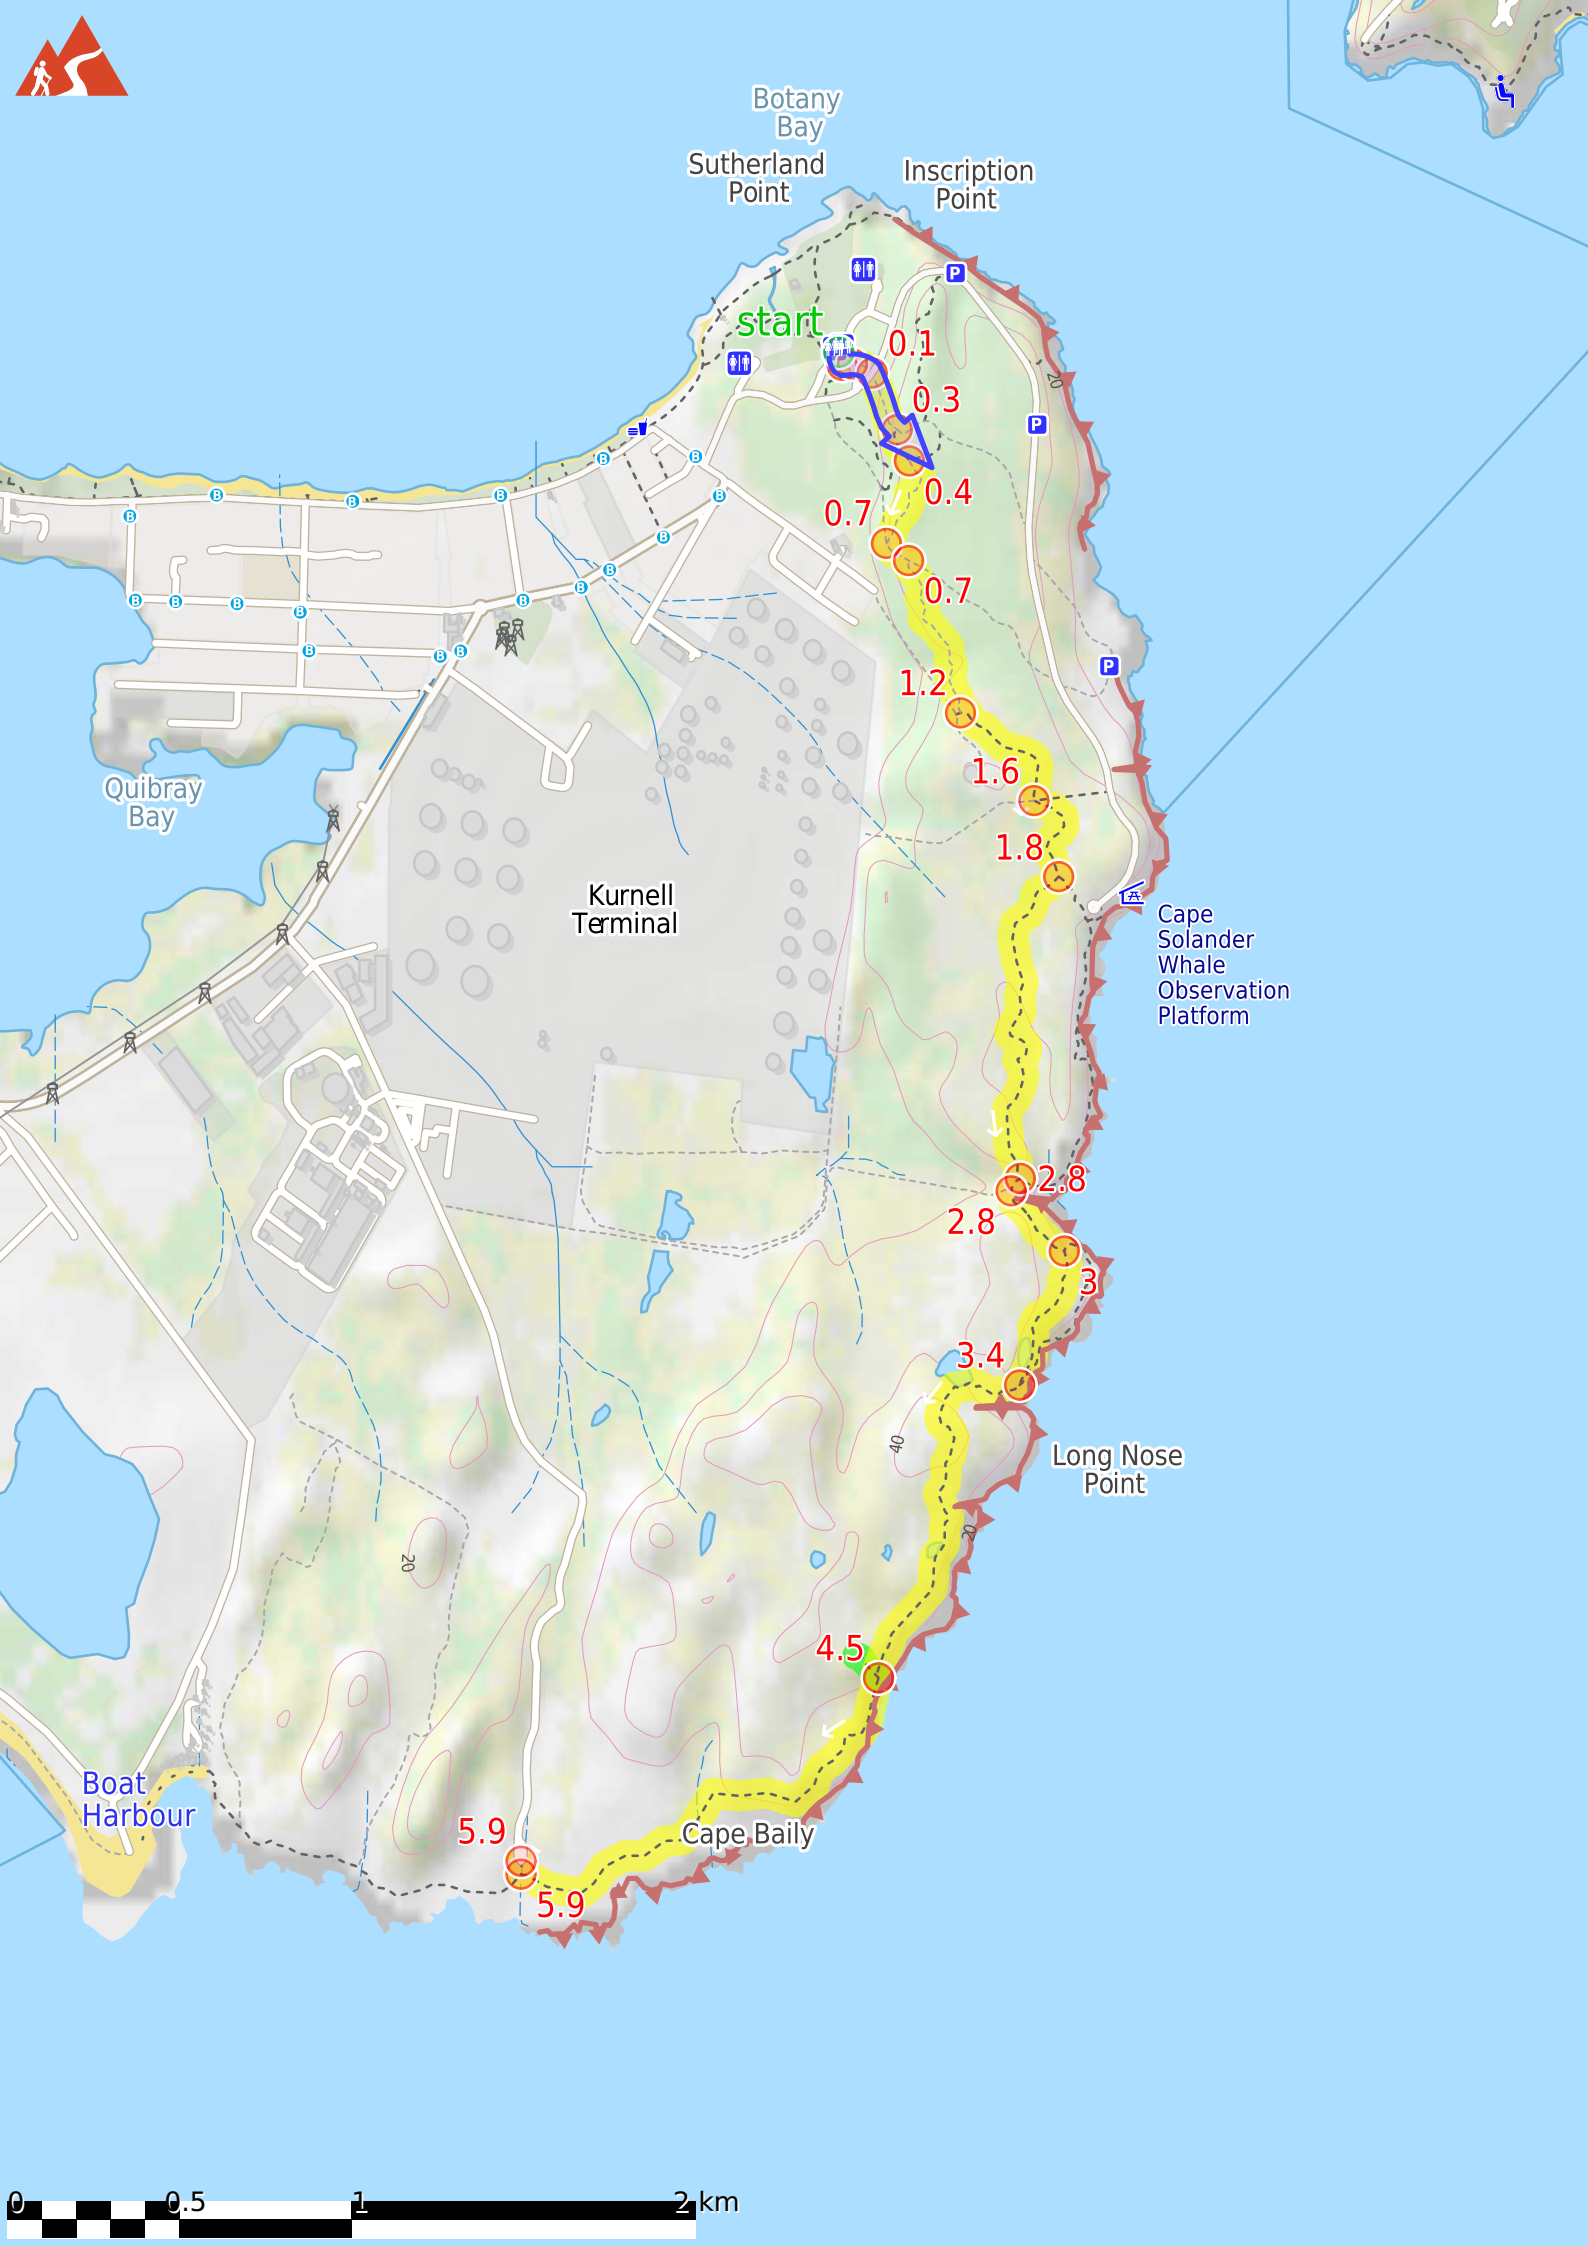 Botany
Bay
Sutherland
Point
Inscription
Point
P
start
0.1
20
0.3
P
B
B
0.4
B
B
B
B
B
0.7
B
B
0.7
B
B
B
B
B
B
B
B
B
B
P
1.2
1.6
Quibray
Bay
1.8
Kurnell
Terminal
Cape
Solander
Whale
Observation
Platform
2.8
2.8
3
3.4
40
Long Nose
Point
20
20
4.5
Boat
Harbour
5.9
Cape Baily
5.9
0 0.5 1 2 km